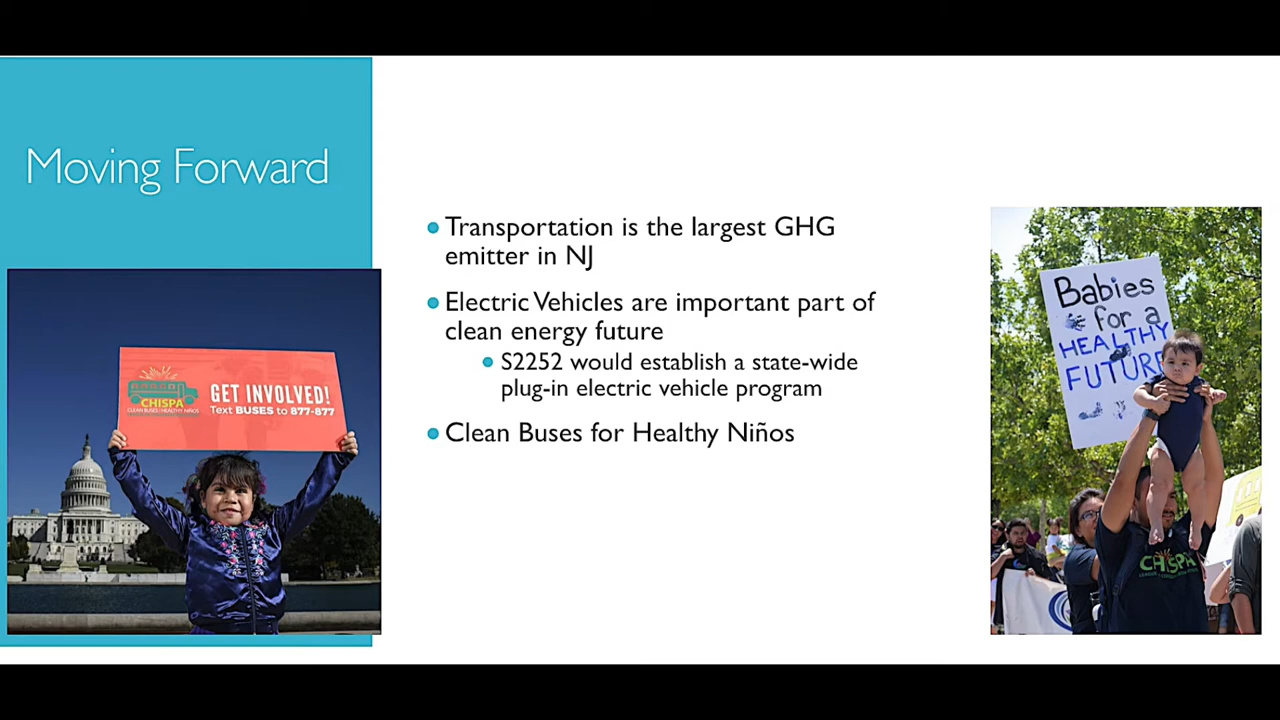 Moving Forward
Transportation is the largest GHG
emitter in NJ
Electric Vehicles are important part of
clean energy future
S2252 would establish a state-wide
plug-in electric vehicle program
Clean Buses for Healthy Niños
GET INVOLVED!
Text BUSES to 877-877
CHISPA
CLEAN BUSES HEALTHY NIÑOS
Babies
for a
HEALTHY
FUTURE
CHISPA